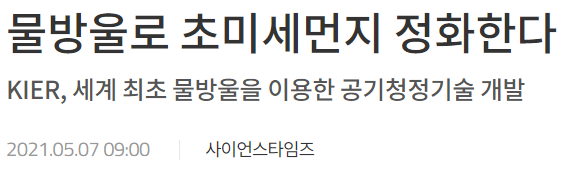 물방울로 초미세먼지 정화한다
KIER, 세계 최초 물방울을 이용한 공기청정기술 개발
2021.05.07 09:00 사이언스타임즈